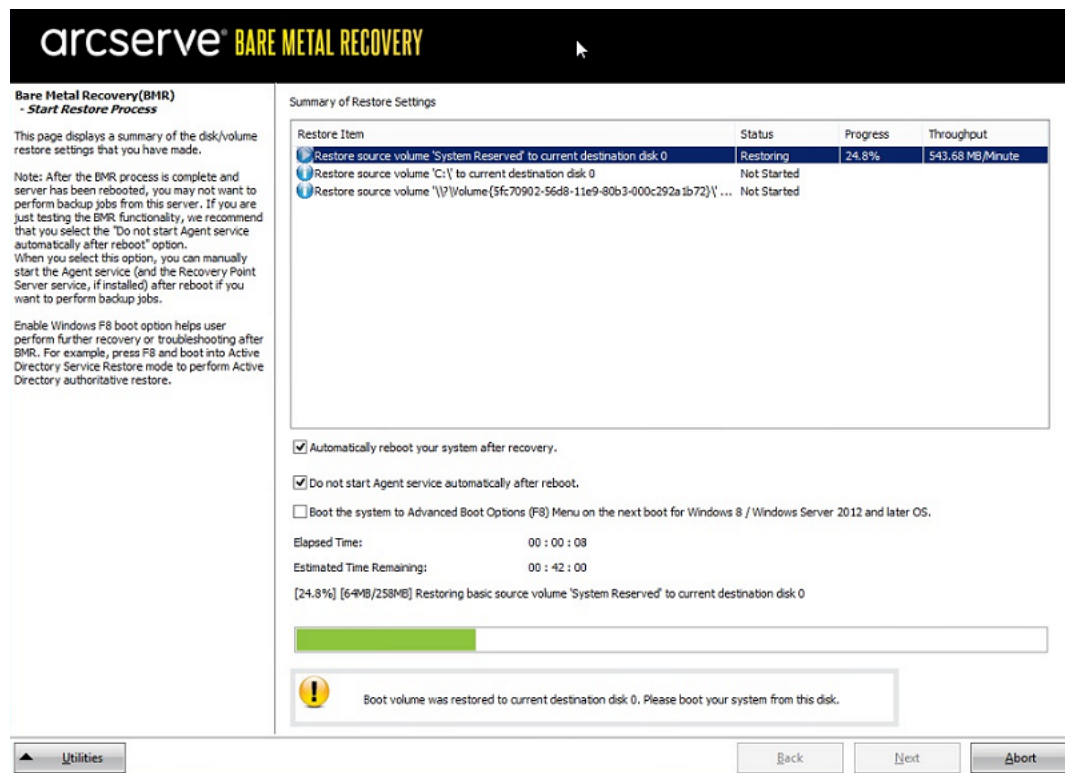 arcserve® BARE METAL RECOVERY
Bare Metal Recovery(BMR)
- Start Restore Process
This page displays a summary of the disk/volume
restore settings that you have made.
Note: After the BMR process is complete and
server has been rebooted, you may not want to
perform backup jobs from this server. If you are
just testing the BMR functionality, we recommend
that you select the "Do not start Agent service
automatically after reboot" option.
When you select this option, you can manually
start the Agent service (and the Recovery Point
Server service, if installed) after reboot if you
want to perform backup jobs.
Enable Windows F8 boot option helps user
perform further recovery or troubleshooting after
BMR. For example, press F8 and boot into Active
Directory Service Restore mode to perform Active
Directory authoritative restore.
Summary of Restore Settings
Restore Item Status Progress Throughput
Restore source volume 'System Reserved' to current destination disk 0 Restoring 24.8% 543.68 MB/Minute
Restore source volume 'C:\' to current destination disk 0 Not Started
Restore source volume '\\?\Volume{5fc70902-56d8-11e9-80b3-000c292a1b72}\' ... Not Started
Automatically reboot your system after recovery.
Do not start Agent service automatically after reboot.
Boot the system to Advanced Boot Options (F8) Menu on the next boot for Windows 8 / Windows Server 2012 and later OS.
Elapsed Time: 00 : 00 : 08
Estimated Time Remaining: 00 : 42 : 00
[24.8%] [64MB/258MB] Restoring basic source volume 'System Reserved' to current destination disk 0
Boot volume was restored to current destination disk 0. Please boot your system from this disk.
Utilities Back Next Abort